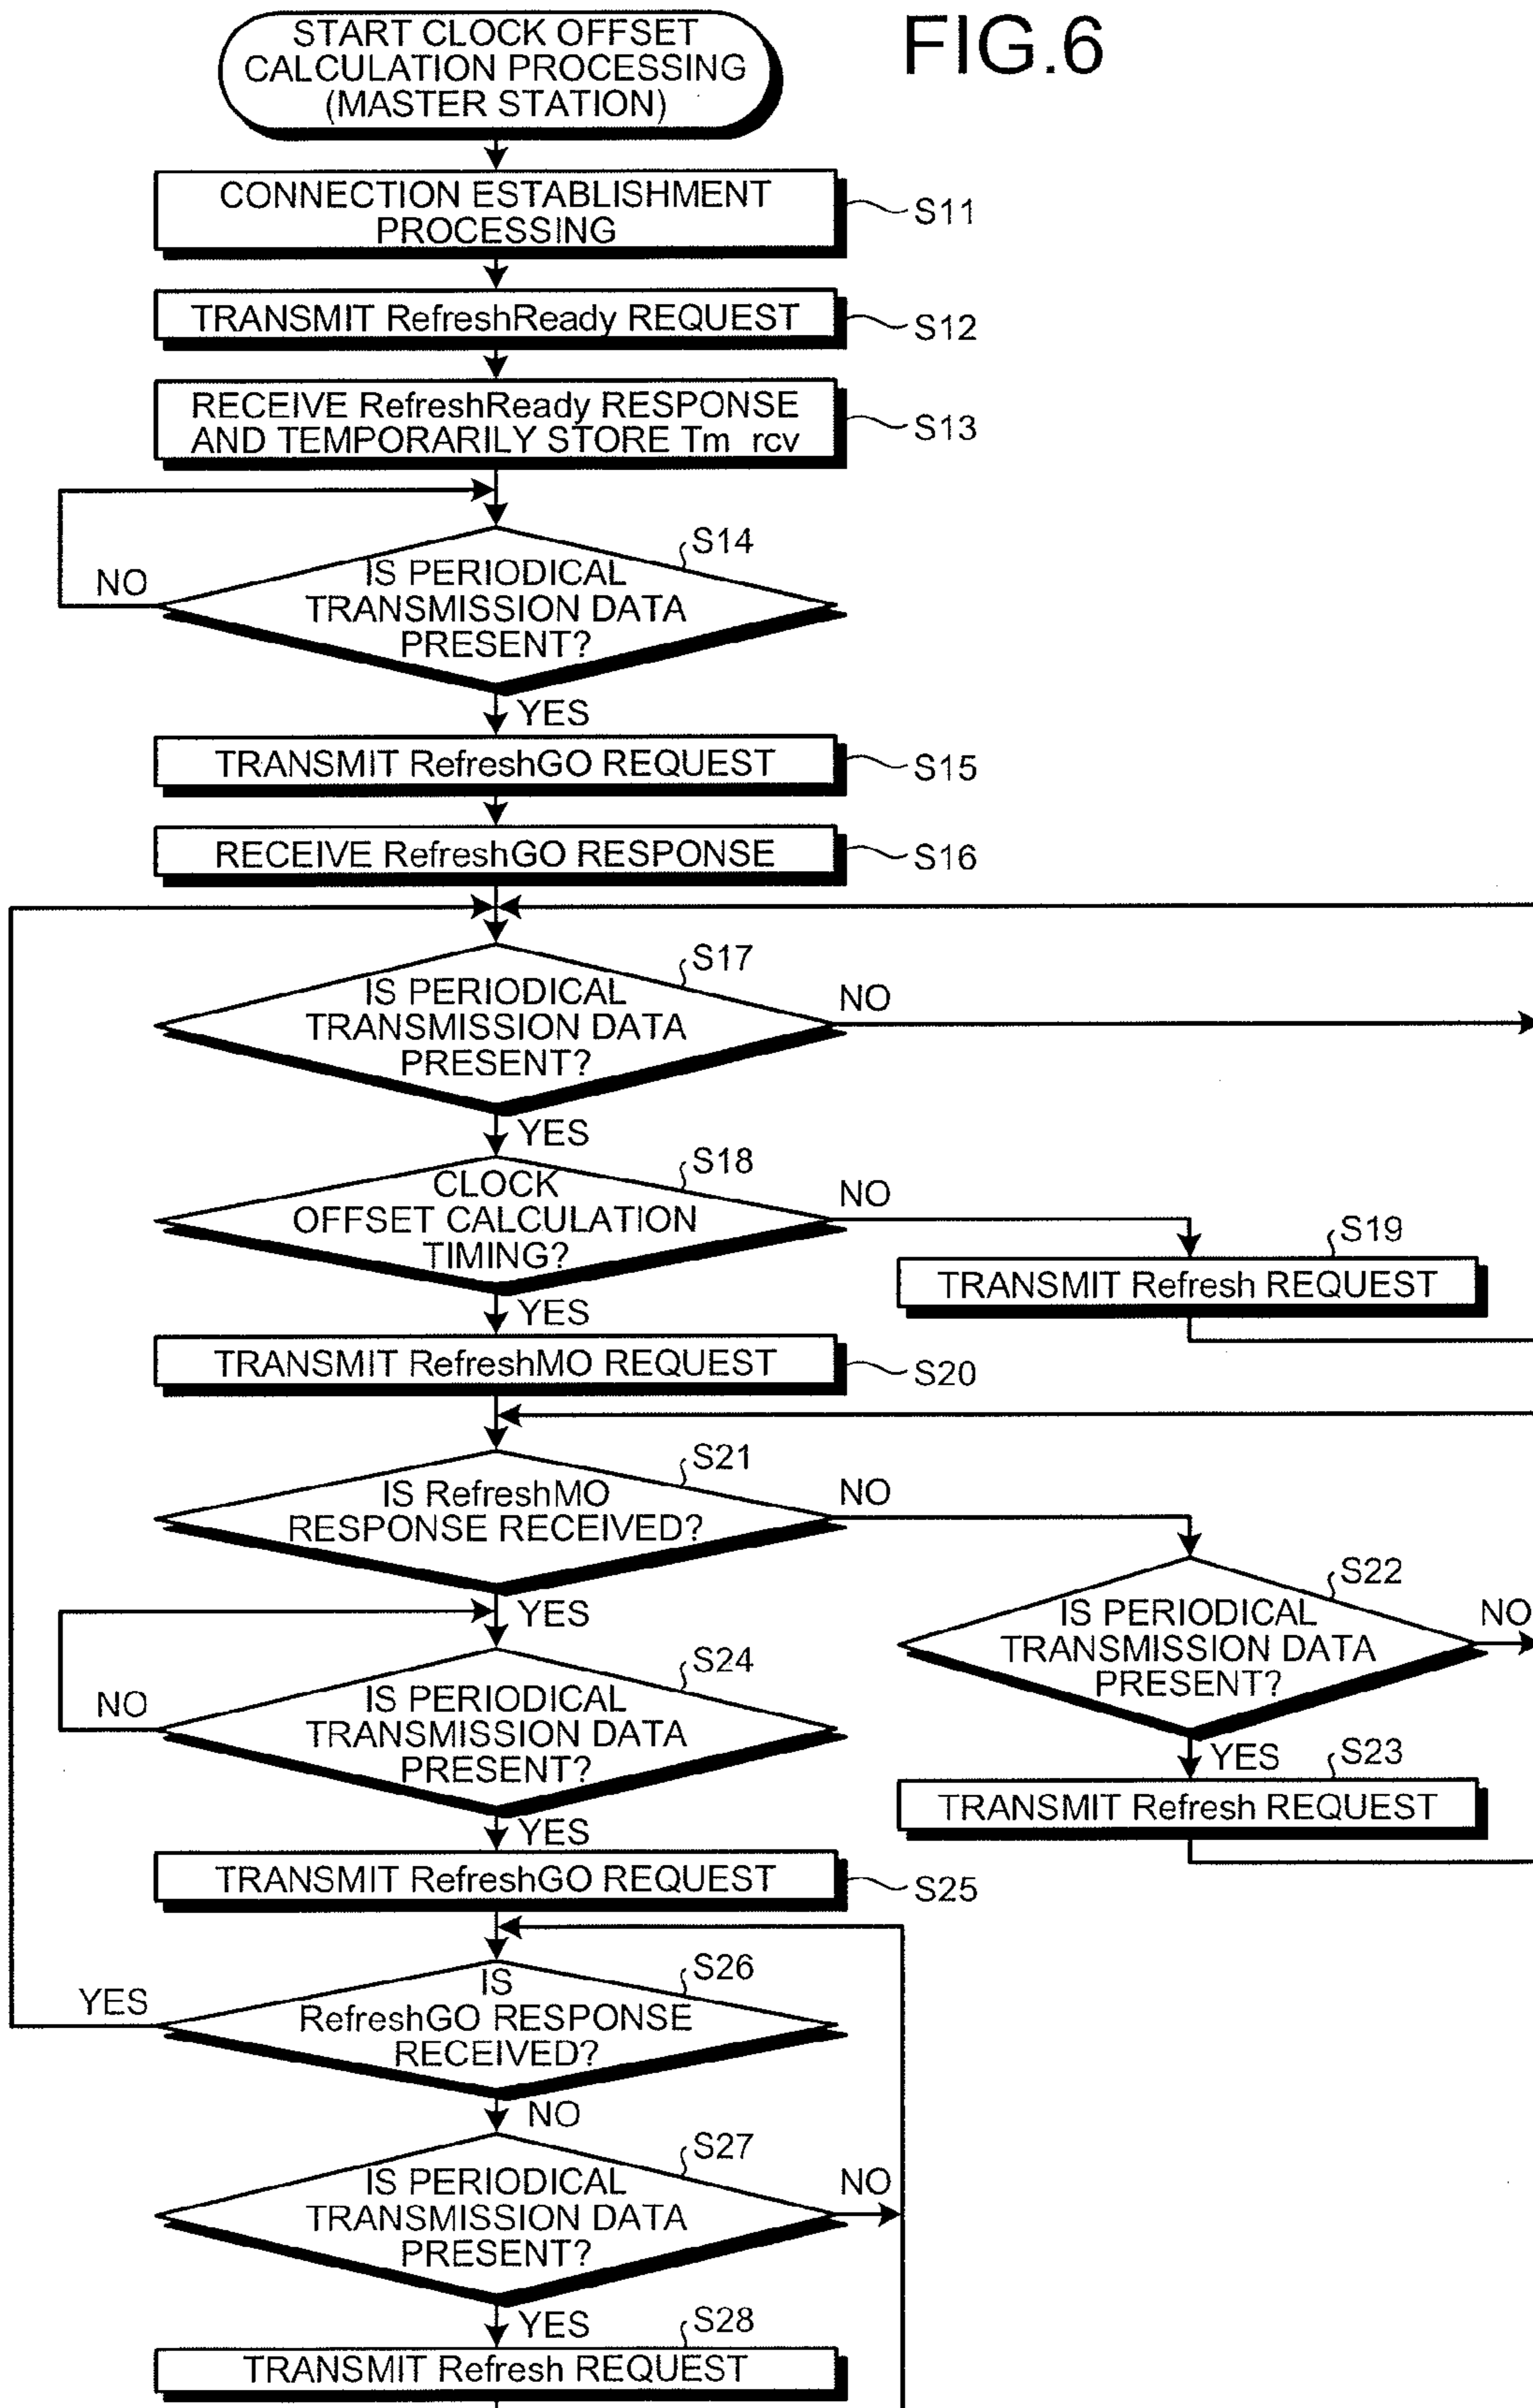 FIG.6
START CLOCK OFFSET
CALCULATION PROCESSING
(MASTER STATION)
CONNECTION ESTABLISHMENT
PROCESSING
S11
TRANSMIT RefreshReady REQUEST
S12
RECEIVE RefreshReady RESPONSE
AND TEMPORARILY STORE Tm_rcv
S13
S14
IS PERIODICAL
TRANSMISSION DATA
PRESENT?
NO
YES
TRANSMIT RefreshGO REQUEST
S15
RECEIVE RefreshGO RESPONSE
S16
S17
IS PERIODICAL
TRANSMISSION DATA
PRESENT?
NO
YES
S18
CLOCK
OFFSET CALCULATION
TIMING?
NO
S19
TRANSMIT Refresh REQUEST
YES
TRANSMIT RefreshMO REQUEST
S20
S21
IS RefreshMO
RESPONSE RECEIVED?
NO
S22
IS PERIODICAL
TRANSMISSION DATA
PRESENT?
NO
YES
S23
TRANSMIT Refresh REQUEST
YES
S24
IS PERIODICAL
TRANSMISSION DATA
PRESENT?
NO
YES
TRANSMIT RefreshGO REQUEST
S25
S26
IS
RefreshGO RESPONSE
RECEIVED?
YES
NO
S27
IS PERIODICAL
TRANSMISSION DATA
PRESENT?
NO
YES
S28
TRANSMIT Refresh REQUEST